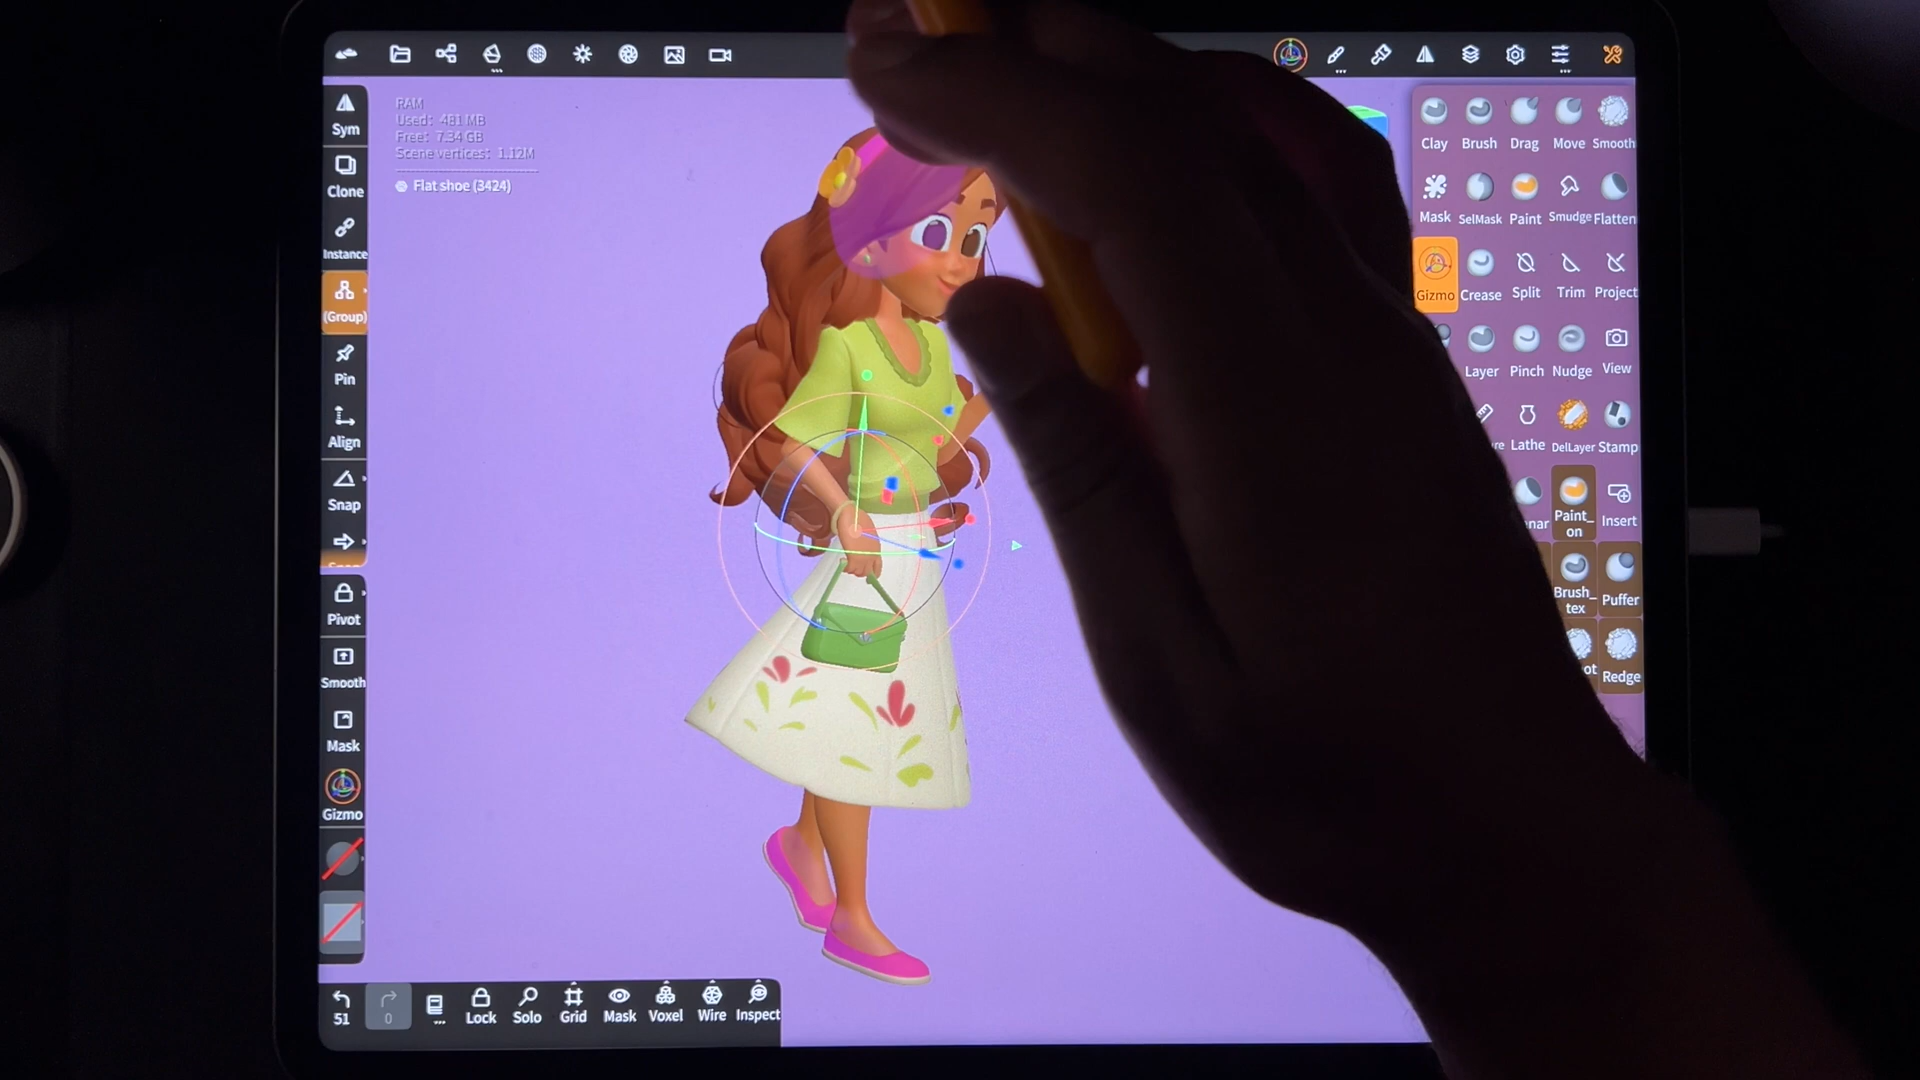 RAM
Used: 481 MB
Free: 7.34 GB
Scene vertices: 1.12M
Flat shoe (3424)
Sym
Clone
Instance
(Group)
Pin
Align
Snap
Pivot
Smooth
Mask
Gizmo
51
0
Lock
Solo
Grid
Mask
Voxel
Wire
Inspect
Clay
Brush
Drag
Move
Smooth
Mask
SelMask
Paint
Smudge
Flatten
Gizmo
Crease
Split
Trim
Project
Layer
Pinch
Nudge
View
Lathe
DelLayer
Stamp
Paint_
on
Insert
Brush_
tex
Puffer
Redge